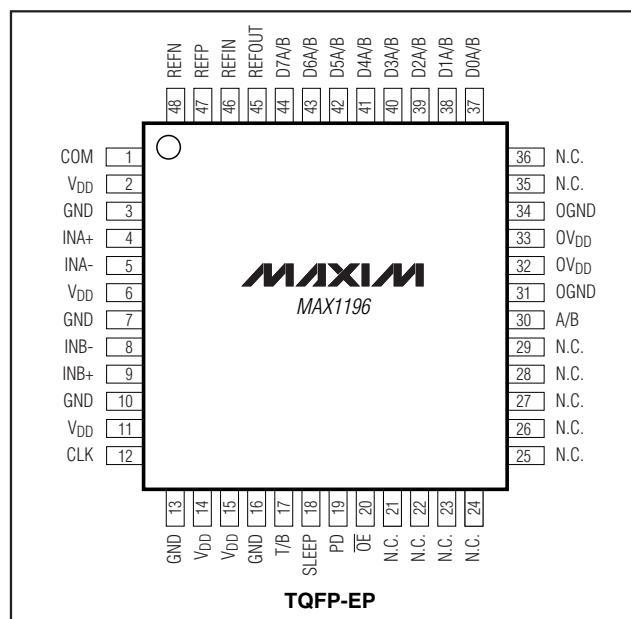 REFN REFP REFIN REFOUT D7A/B D6A/B D5A/B D4A/B D3A/B D2A/B D1A/B D0A/B
48 47 46 45 44 43 42 41 40 39 38 37
COM 1
VDD 2
GND 3
INA+ 4
INA- 5
VDD 6
GND 7
INB- 8
INB+ 9
GND 10
VDD 11
CLK 12
MAXIM
MAX1196
36 N.C.
35 N.C.
34 OGND
33 OVDD
32 OVDD
31 OGND
30 A/B
29 N.C.
28 N.C.
27 N.C.
26 N.C.
25 N.C.
13 14 15 16 17 18 19 20 21 22 23 24
GND VDD VDD GND T/B SLEEP PD O̅E̅ N.C. N.C. N.C. N.C.
TQFP-EP